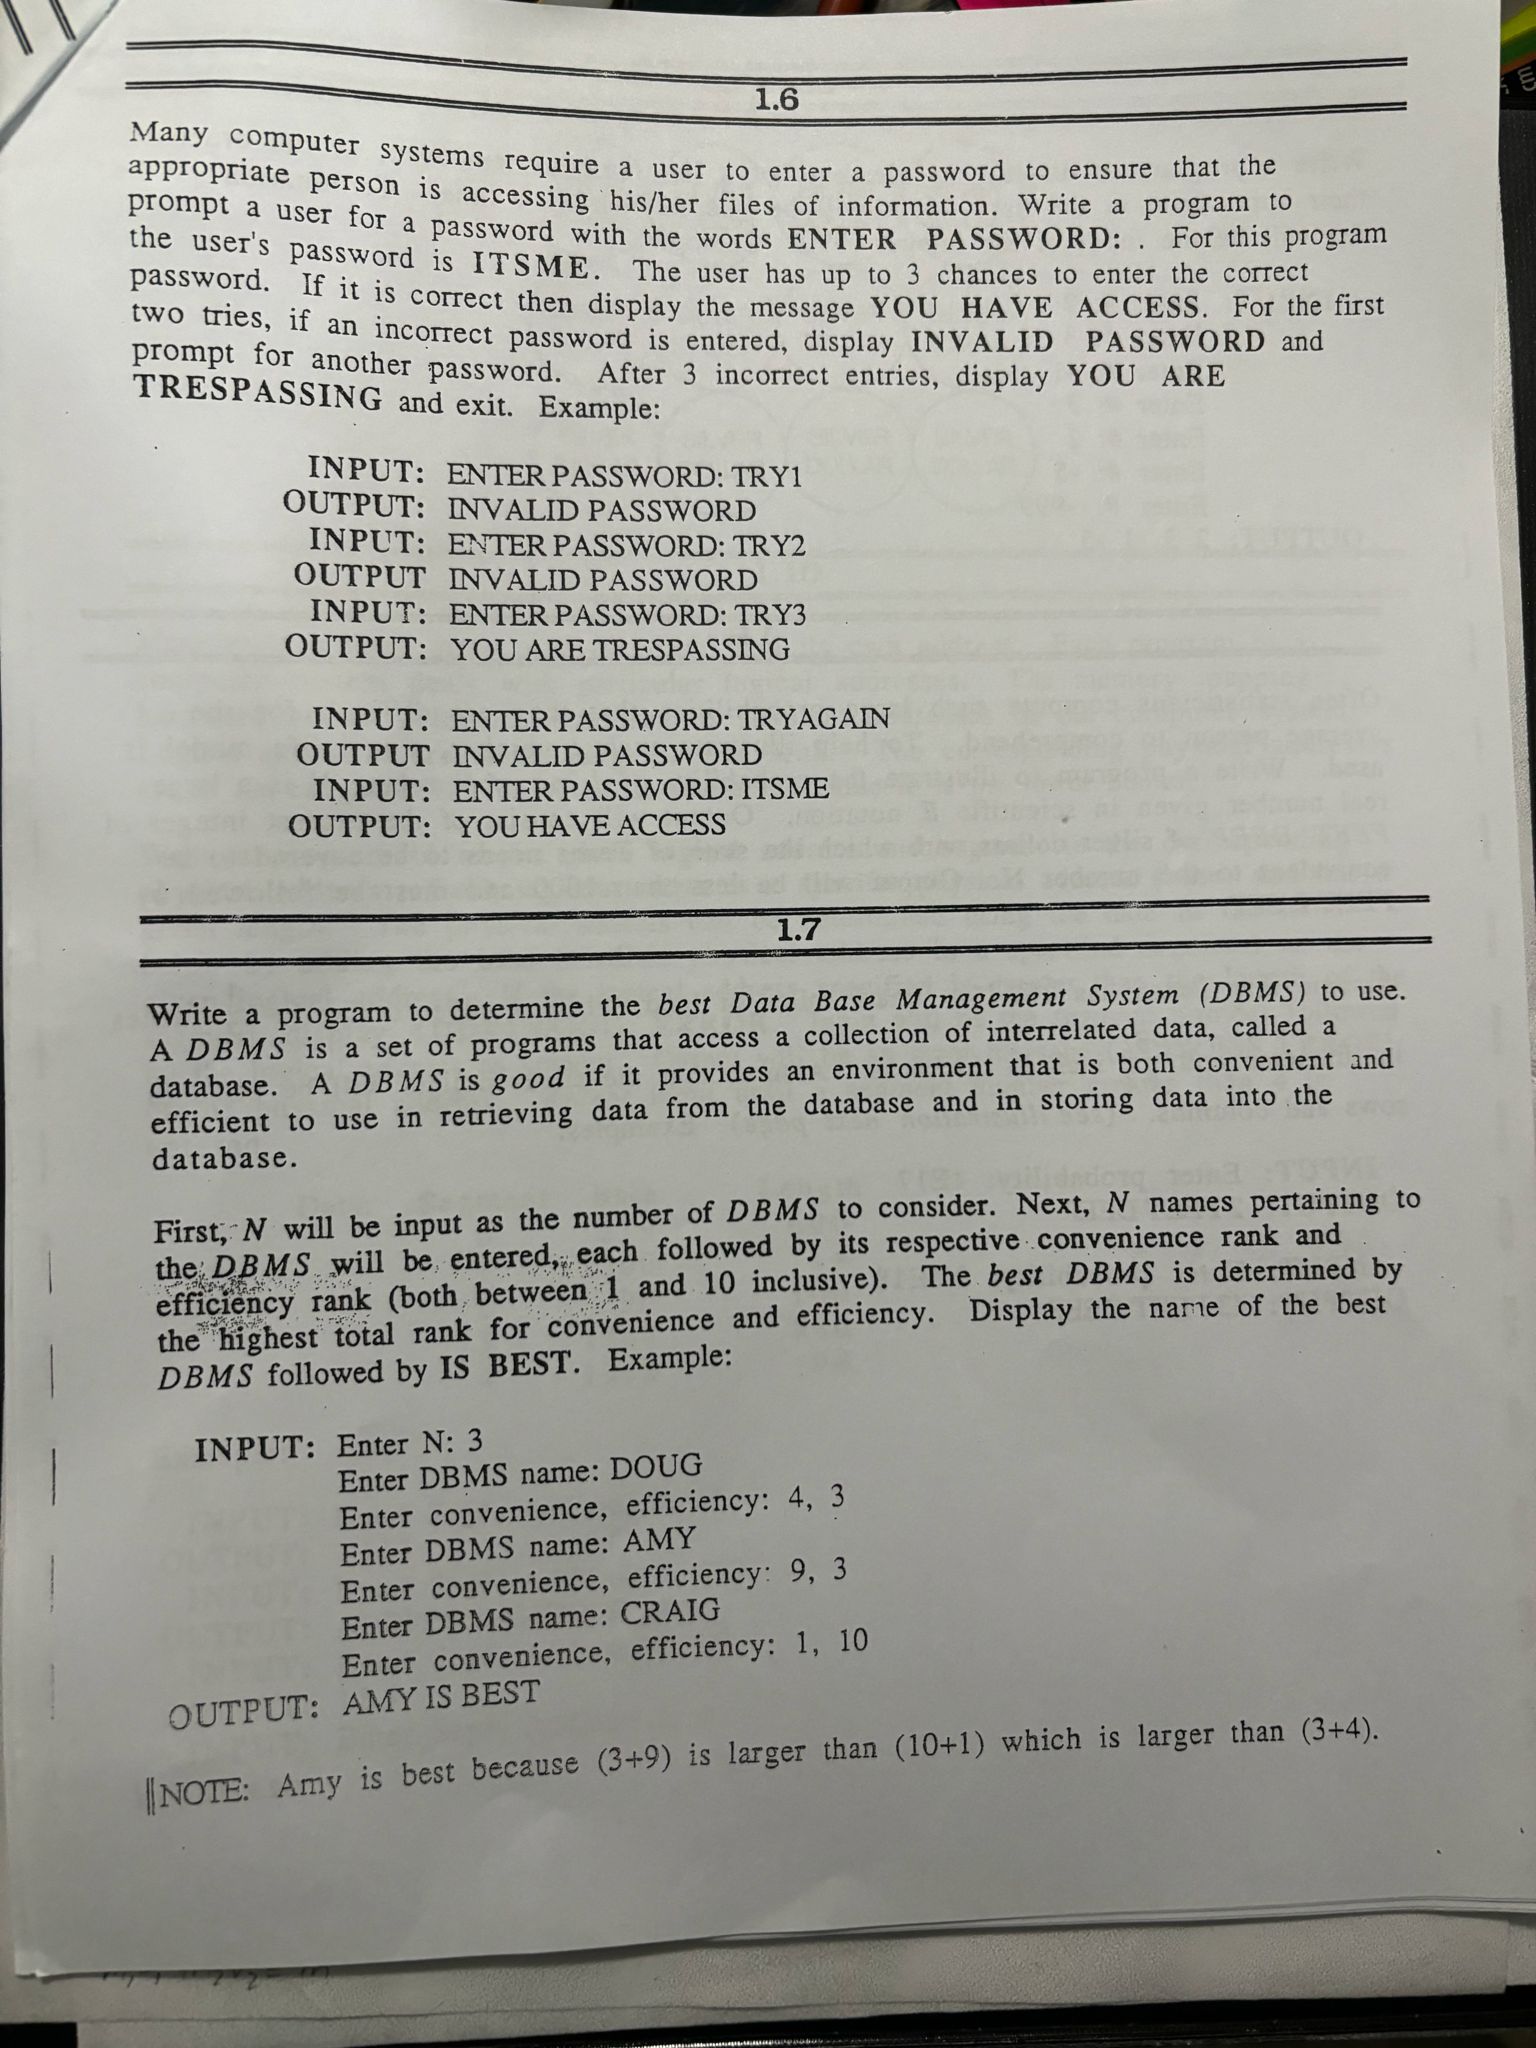 1.6
Many computer systems require a user to enter a password to ensure that the
appropriate person is accessing his/her files of information. Write a program to
prompt a user for a password with the words ENTER PASSWORD: . For this program
the user's password is ITSME. The user has up to 3 chances to enter the correct
password. If it is correct then display the message YOU HAVE ACCESS. For the first
two tries, if an incorrect password is entered, display INVALID PASSWORD and
prompt for another password. After 3 incorrect entries, display YOU ARE
TRESPASSING and exit. Example:
INPUT: ENTER PASSWORD: TRY1
OUTPUT: INVALID PASSWORD
INPUT: ENTER PASSWORD: TRY2
OUTPUT INVALID PASSWORD
INPUT: ENTER PASSWORD: TRY3
OUTPUT: YOU ARE TRESPASSING
INPUT: ENTER PASSWORD: TRYAGAIN
OUTPUT INVALID PASSWORD
INPUT: ENTER PASSWORD: ITSME
OUTPUT: YOU HAVE ACCESS
1.7
Write a program to determine the best Data Base Management System (DBMS) to use.
A DBMS is a set of programs that access a collection of interrelated data, called a
database. A DBMS is good if it provides an environment that is both convenient and
efficient to use in retrieving data from the database and in storing data into the
database.
First, N will be input as the number of DBMS to consider. Next, N names pertaining to
the DBMS will be entered, each followed by its respective convenience rank and
efficiency rank (both between 1 and 10 inclusive). The best DBMS is determined by
the highest total rank for convenience and efficiency. Display the name of the best
DBMS followed by IS BEST. Example:
INPUT: Enter N: 3
Enter DBMS name: DOUG
Enter convenience, efficiency: 4, 3
Enter DBMS name: AMY
Enter convenience, efficiency: 9, 3
Enter DBMS name: CRAIG
Enter convenience, efficiency: 1, 10
OUTPUT: AMY IS BEST
NOTE: Amy is best because (3+9) is larger than (10+1) which is larger than (3+4).